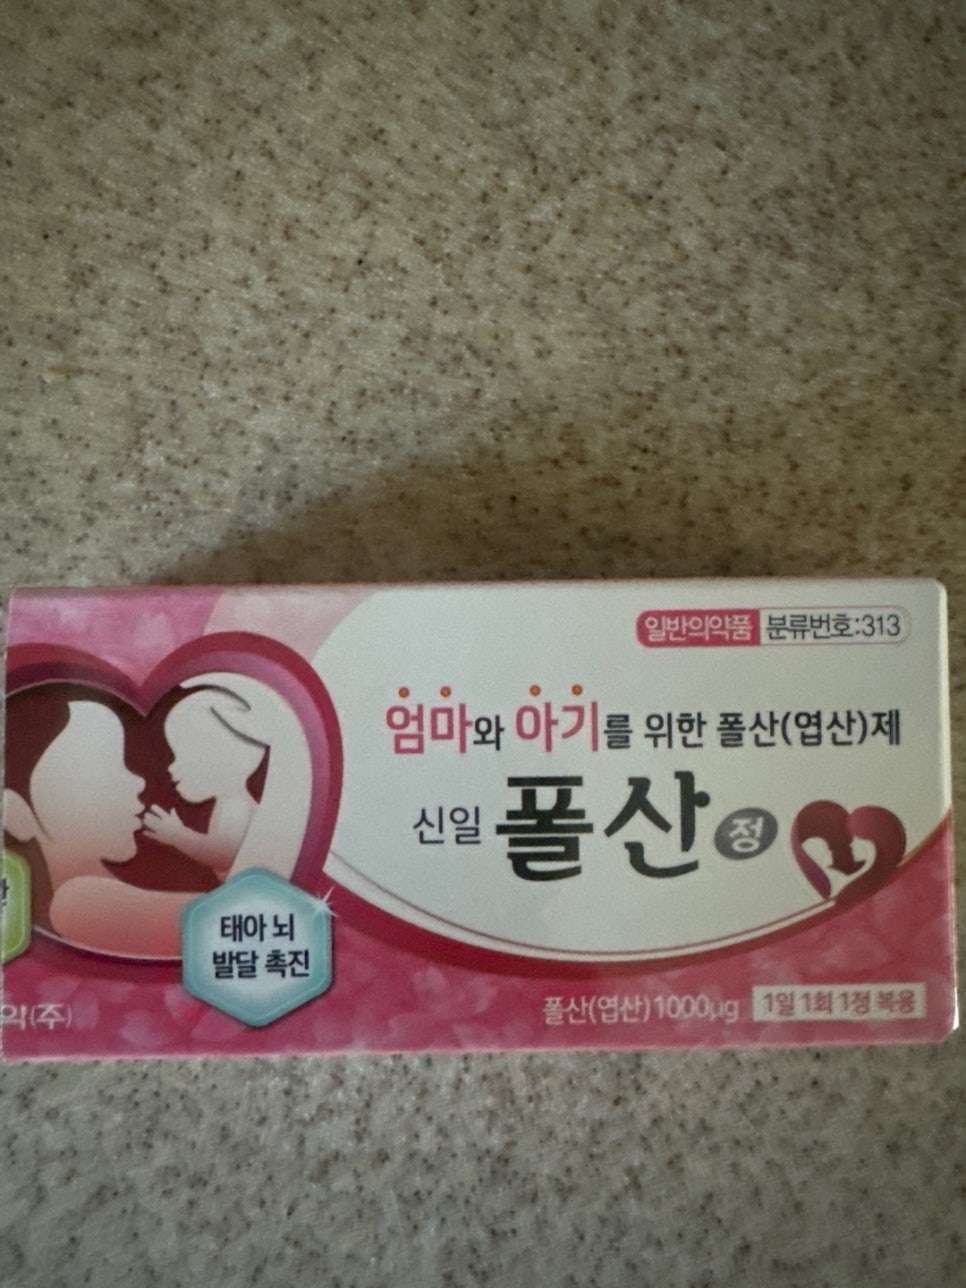 일반의약품 분류번호:313
엄마와 아기를 위한 폴산(엽산)제
신일 폴산정
태아 뇌
발달 촉진
폴산(엽산)1000µg 1일 1회 1정 복용
약(주)